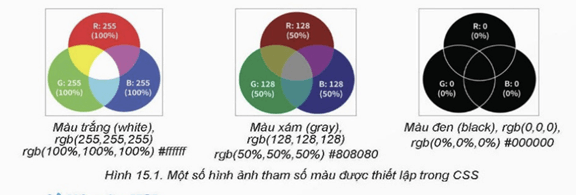 R: 255
(100%)
G: 255
(100%)
B: 255
(100%)
Màu trắng (white),
rgb(255,255,255)
rgb(100%,100%,100%) #ffffff
R: 128
(50%)
G: 128
(50%)
B: 128
(50%)
Màu xám (gray),
rgb(128,128,128)
rgb(50%,50%,50%) #808080
R: 0
(0%)
G: 0
(0%)
B: 0
(0%)
Màu đen (black), rgb(0,0,0),
rgb(0%,0%,0%) #000000
Hình 15.1. Một số hình ảnh tham số màu được thiết lập trong CSS